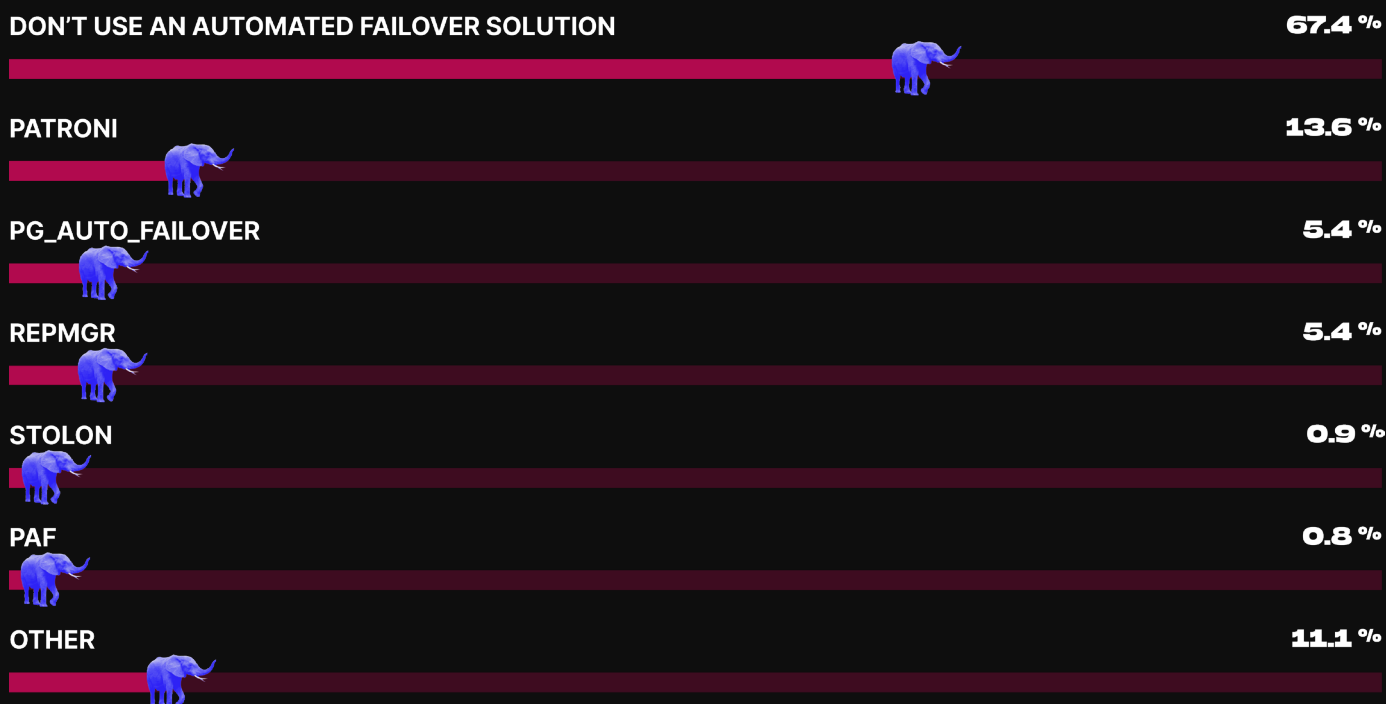 DON’T USE AN AUTOMATED FAILOVER SOLUTION 67.4 %
PATRONI 13.6 %
PG_AUTO_FAILOVER 5.4 %
REPMGR 5.4 %
STOLON 0.9 %
PAF 0.8 %
OTHER 11.1 %